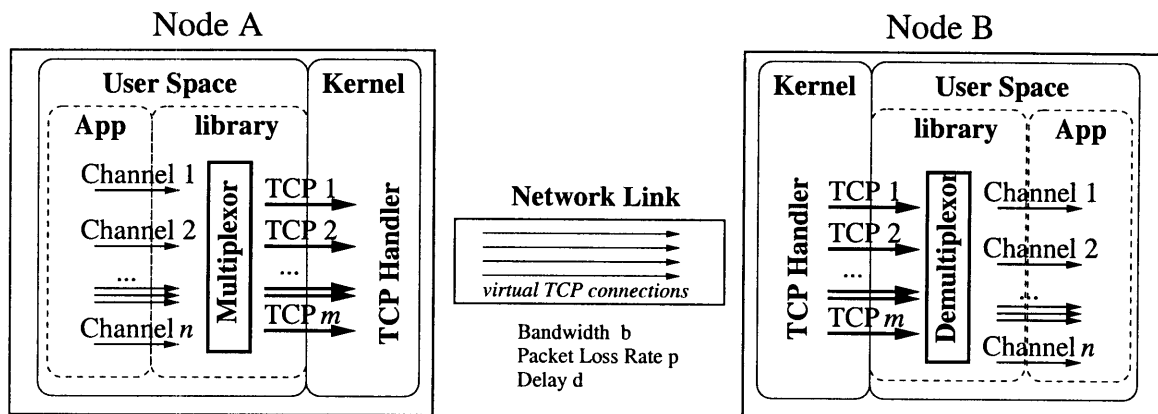 Node A
User Space
Kernel
App
library
Channel 1
Channel 2
...
Channel n
Multiplexor
TCP 1
TCP 2
...
TCP m
TCP Handler
Network Link
virtual TCP connections
Bandwidth b
Packet Loss Rate p
Delay d
Node B
Kernel
User Space
library
App
TCP Handler
TCP 1
TCP 2
...
TCP m
Demultiplexor
Channel 1
Channel 2
...
Channel n